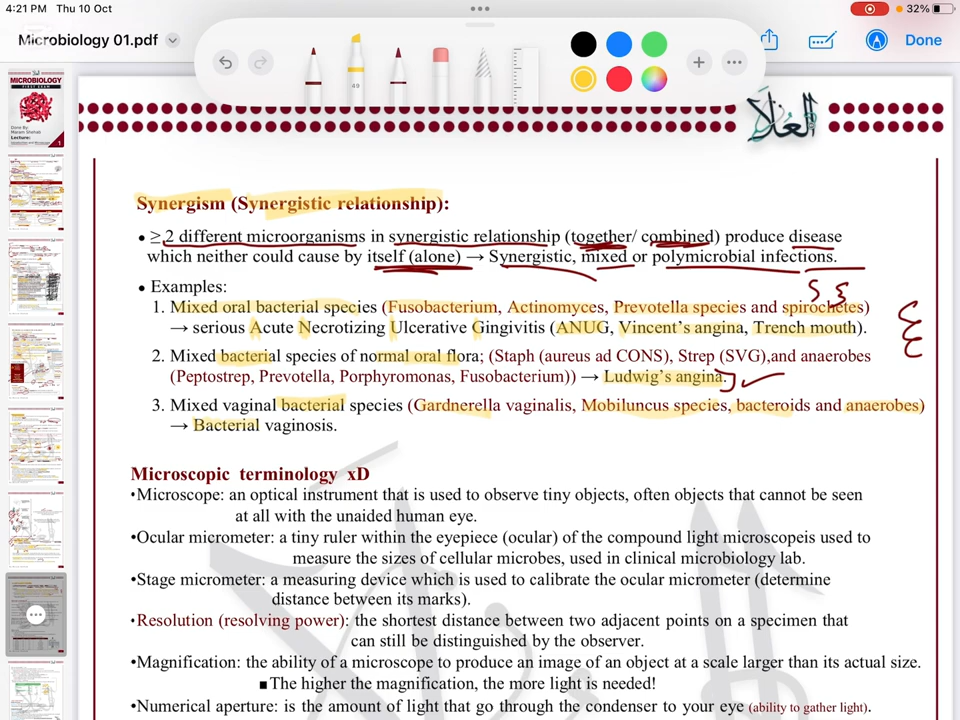 4:21 PM Thu 10 Oct
32%
Microbiology 01.pdf
49
Done
MICROBIOLOGY
FIRST EXAM
Lecture:
1
العلا
Synergism (Synergistic relationship):
• ≥ 2 different microorganisms in synergistic relationship (together/ combined) produce disease
which neither could cause by itself (alone) → Synergistic, mixed or polymicrobial infections.
• Examples:
1. Mixed oral bacterial species (Fusobacterium, Actinomyces, Prevotella species and spirochetes)
→ serious Acute Necrotizing Ulcerative Gingivitis (ANUG, Vincent's angina, Trench mouth).
2. Mixed bacterial species of normal oral flora; (Staph (aureus ad CONS), Strep (SVG),and anaerobes
(Peptostrep, Prevotella, Porphyromonas, Fusobacterium)) → Ludwig's angina.
3. Mixed vaginal bacterial species (Gardnerella vaginalis, Mobiluncus species, bacteroids and anaerobes)
→ Bacterial vaginosis.
Microscopic terminology xD
•Microscope: an optical instrument that is used to observe tiny objects, often objects that cannot be seen
at all with the unaided human eye.
•Ocular micrometer: a tiny ruler within the eyepiece (ocular) of the compound light microscopeis used to
measure the sizes of cellular microbes, used in clinical microbiology lab.
•Stage micrometer: a measuring device which is used to calibrate the ocular micrometer (determine
distance between its marks).
•Resolution (resolving power): the shortest distance between two adjacent points on a specimen that
can still be distinguished by the observer.
•Magnification: the ability of a microscope to produce an image of an object at a scale larger than its actual size.
■The higher the magnification, the more light is needed!
•Numerical aperture: is the amount of light that go through the condenser to your eye (ability to gather light).